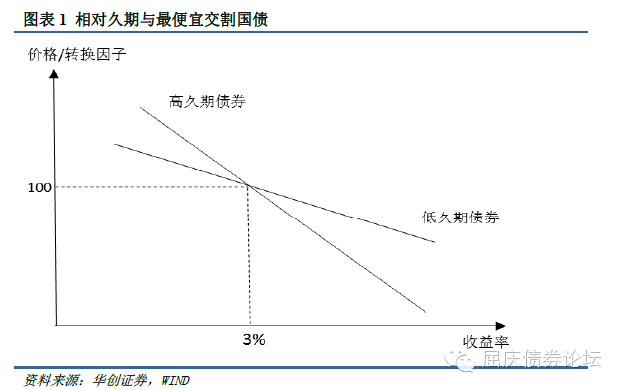 图表 1 相对久期与最便宜交割国债
价格/转换因子
高久期债券
100
低久期债券
3%
收益率
屈庆债券论坛
资料来源：华创证券，WIND